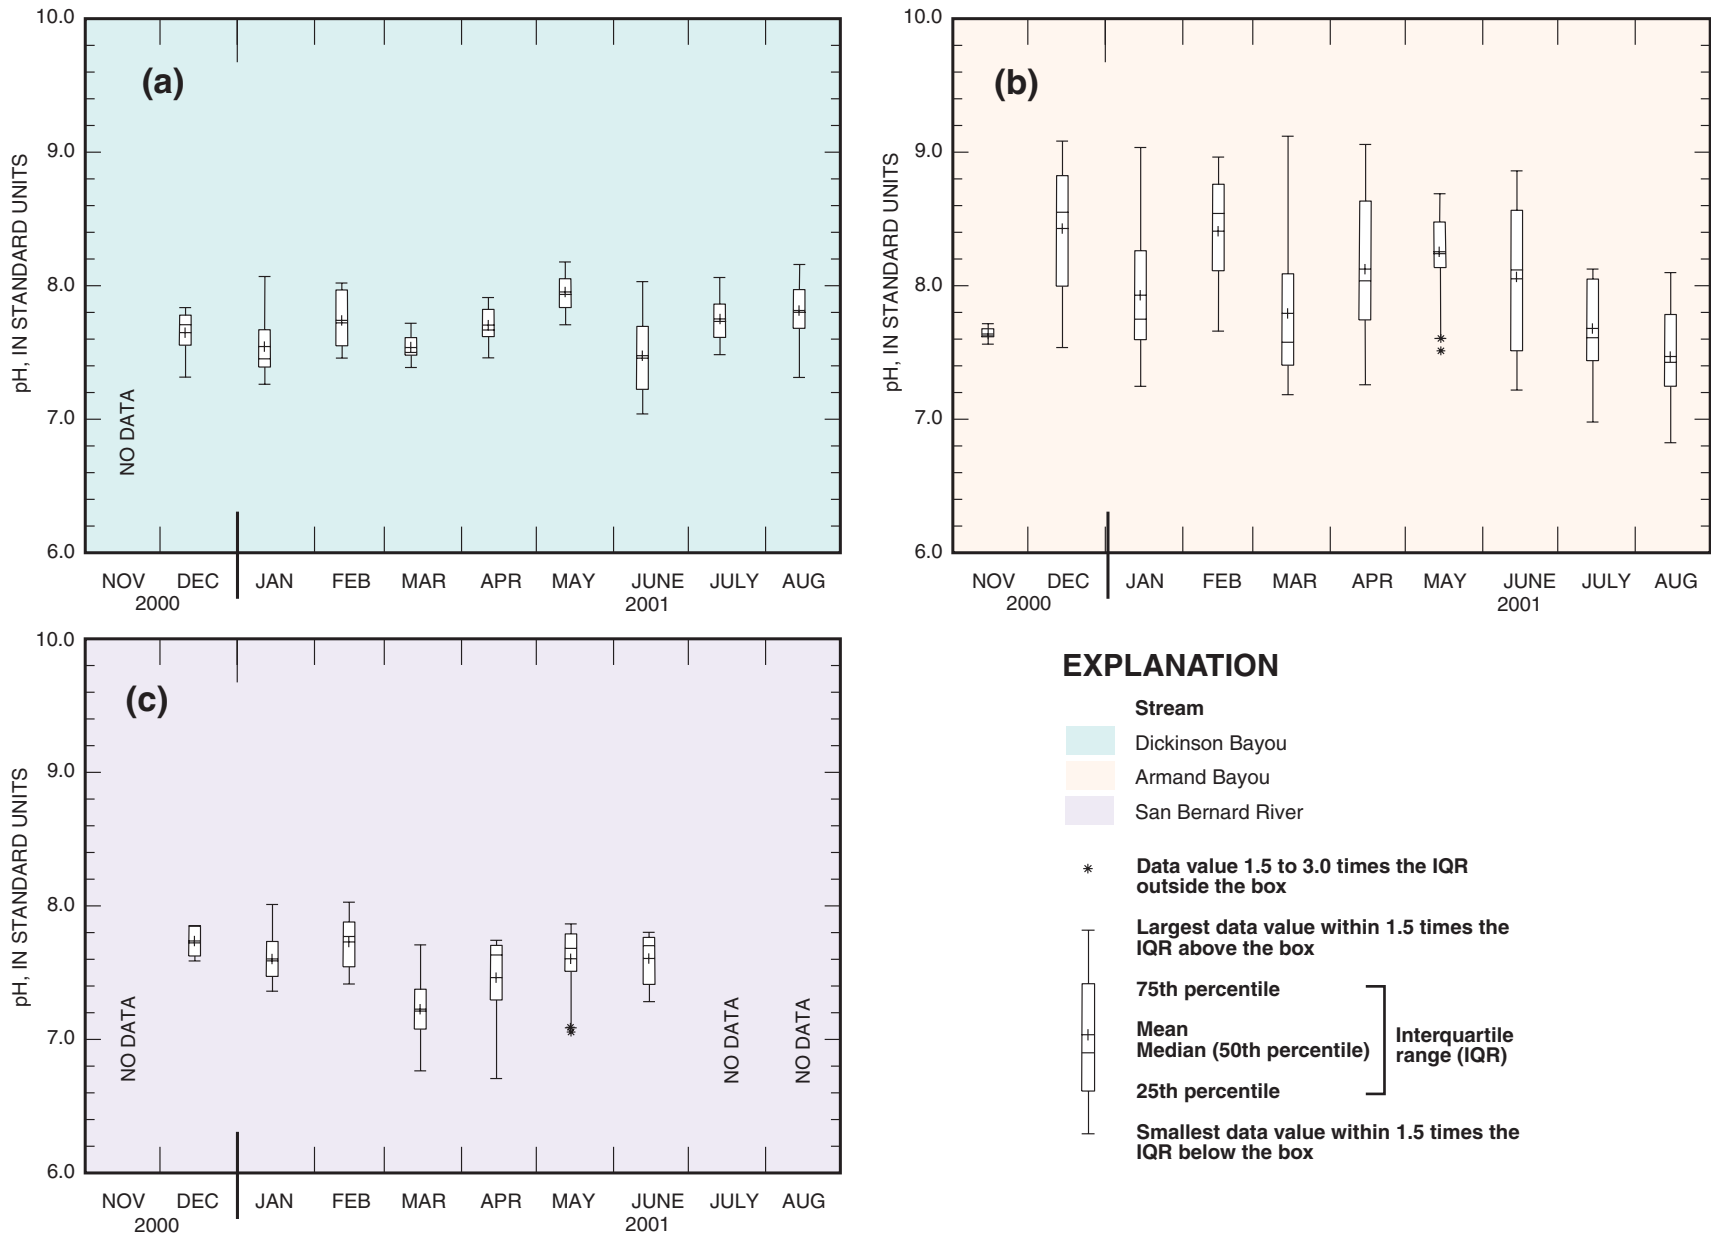 (a)
pH, IN STANDARD UNITS
10.0
9.0
8.0
7.0
6.0
NO DATA
NOV DEC JAN FEB MAR APR MAY JUNE JULY AUG
2000 2001
(b)
pH, IN STANDARD UNITS
10.0
9.0
8.0
7.0
6.0
NOV DEC JAN FEB MAR APR MAY JUNE JULY AUG
2000 2001
(c)
pH, IN STANDARD UNITS
10.0
9.0
8.0
7.0
6.0
NO DATA
NO DATA
NO DATA
NOV DEC JAN FEB MAR APR MAY JUNE JULY AUG
2000 2001
EXPLANATION
Stream
Dickinson Bayou
Armand Bayou
San Bernard River
Data value 1.5 to 3.0 times the IQR
outside the box
Largest data value within 1.5 times the
IQR above the box
75th percentile
Mean
Median (50th percentile)
25th percentile
Interquartile
range (IQR)
Smallest data value within 1.5 times the
IQR below the box